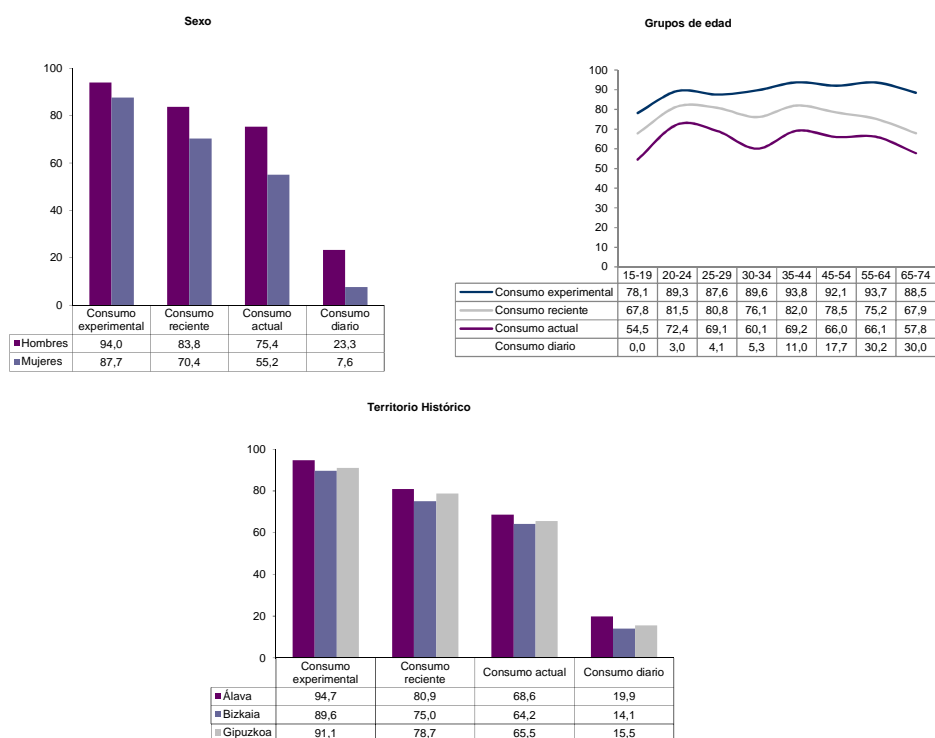 Sexo
100
80
60
40
20
0
Consumo experimental Consumo reciente Consumo actual Consumo diario
Hombres 94,0 83,8 75,4 23,3
Mujeres 87,7 70,4 55,2 7,6
Grupos de edad
100
90
80
70
60
50
40
30
20
10
0
15-19 20-24 25-29 30-34 35-44 45-54 55-64 65-74
Consumo experimental 78,1 89,3 87,6 89,6 93,8 92,1 93,7 88,5
Consumo reciente 67,8 81,5 80,8 76,1 82,0 78,5 75,2 67,9
Consumo actual 54,5 72,4 69,1 60,1 69,2 66,0 66,1 57,8
Consumo diario 0,0 3,0 4,1 5,3 11,0 17,7 30,2 30,0
Territorio Histórico
100
80
60
40
20
0
Consumo experimental Consumo reciente Consumo actual Consumo diario
Álava 94,7 80,9 68,6 19,9
Bizkaia 89,6 75,0 64,2 14,1
Gipuzkoa 91,1 78,7 65,5 15,5